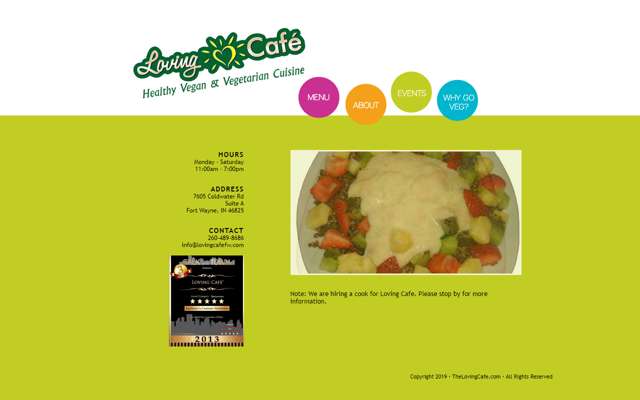 Loving Café
Healthy Vegan & Vegetarian Cuisine
MENU
ABOUT
EVENTS
WHY GO
VEG?
HOURS
Monday - Saturday
11:00am - 7:00pm
ADDRESS
7605 Coldwater Rd
Suite A
Fort Wayne, IN 46825
CONTACT
260-489-8686
info@lovingcafefw.com
LOVING CAFE
2013
Note: We are hiring a cook for Loving Cafe. Please stop by for more
information.
Copyright 2019 - TheLovingCafe.com - All Rights Reserved